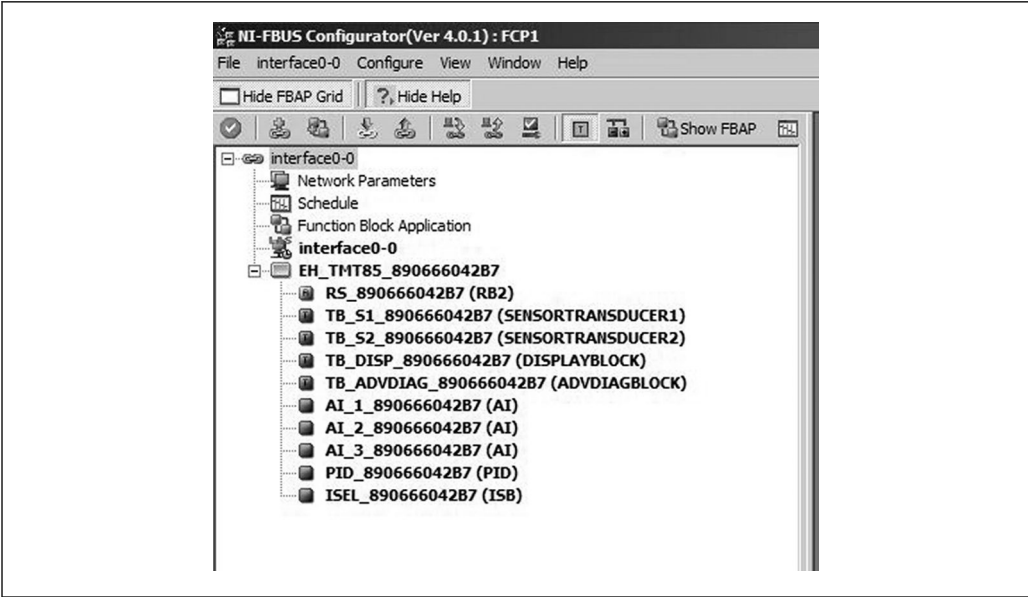 NI-FBUS Configurator(Ver 4.0.1) : FCP1
File interface0-0 Configure View Window Help
Hide FBAP Grid ? Hide Help
T Show FBAP
interface0-0
Network Parameters
Schedule
Function Block Application
interface0-0
EH_TMT85_890666042B7
RS_890666042B7 (RB2)
TB_S1_890666042B7 (SENSORTRANSDUCER1)
TB_S2_890666042B7 (SENSORTRANSDUCER2)
TB_DISP_890666042B7 (DISPLAYBLOCK)
TB_ADVDIAG_890666042B7 (ADVDIAGBLOCK)
AI_1_890666042B7 (AI)
AI_2_890666042B7 (AI)
AI_3_890666042B7 (AI)
PID_890666042B7 (PID)
ISEL_890666042B7 (ISB)